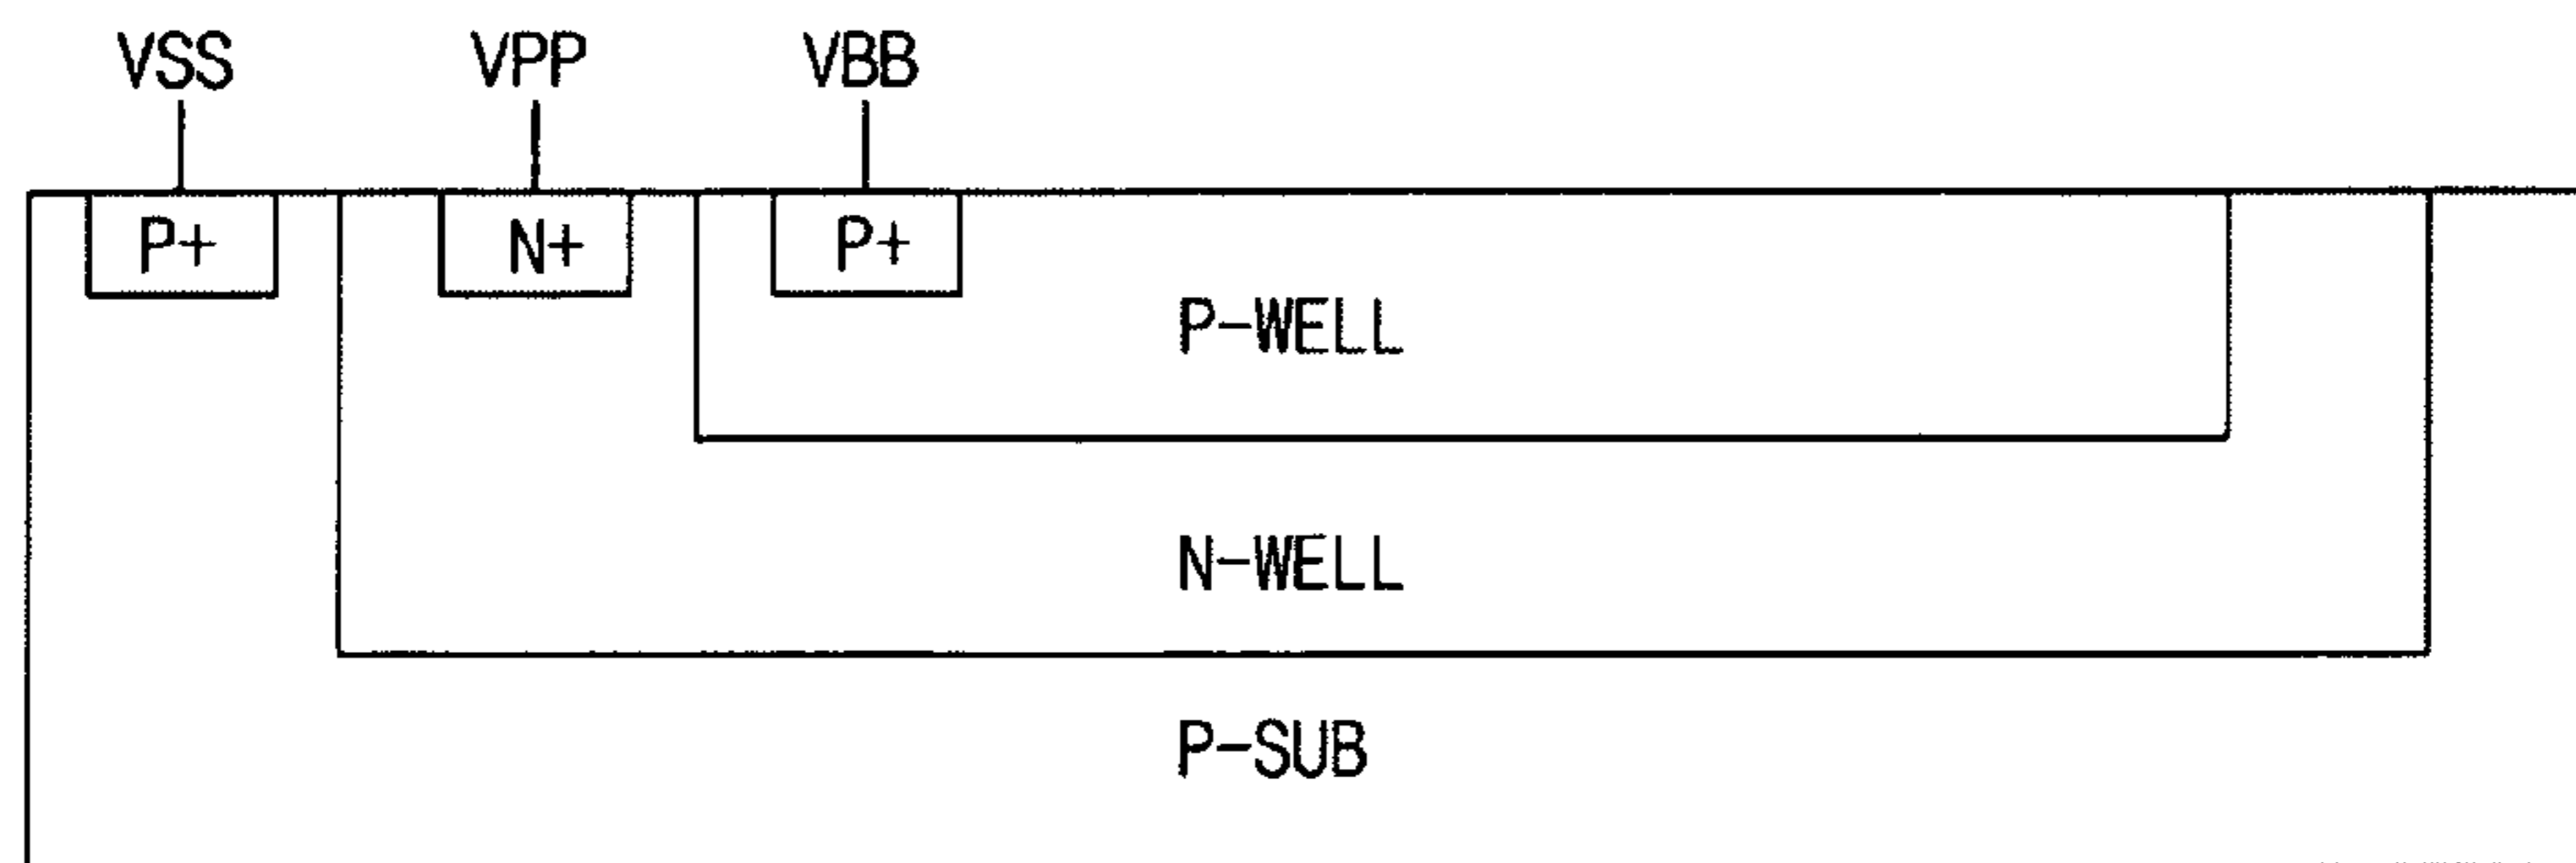 VSS VPP VBB
P+ N+ P+
P-WELL
N-WELL
P-SUB